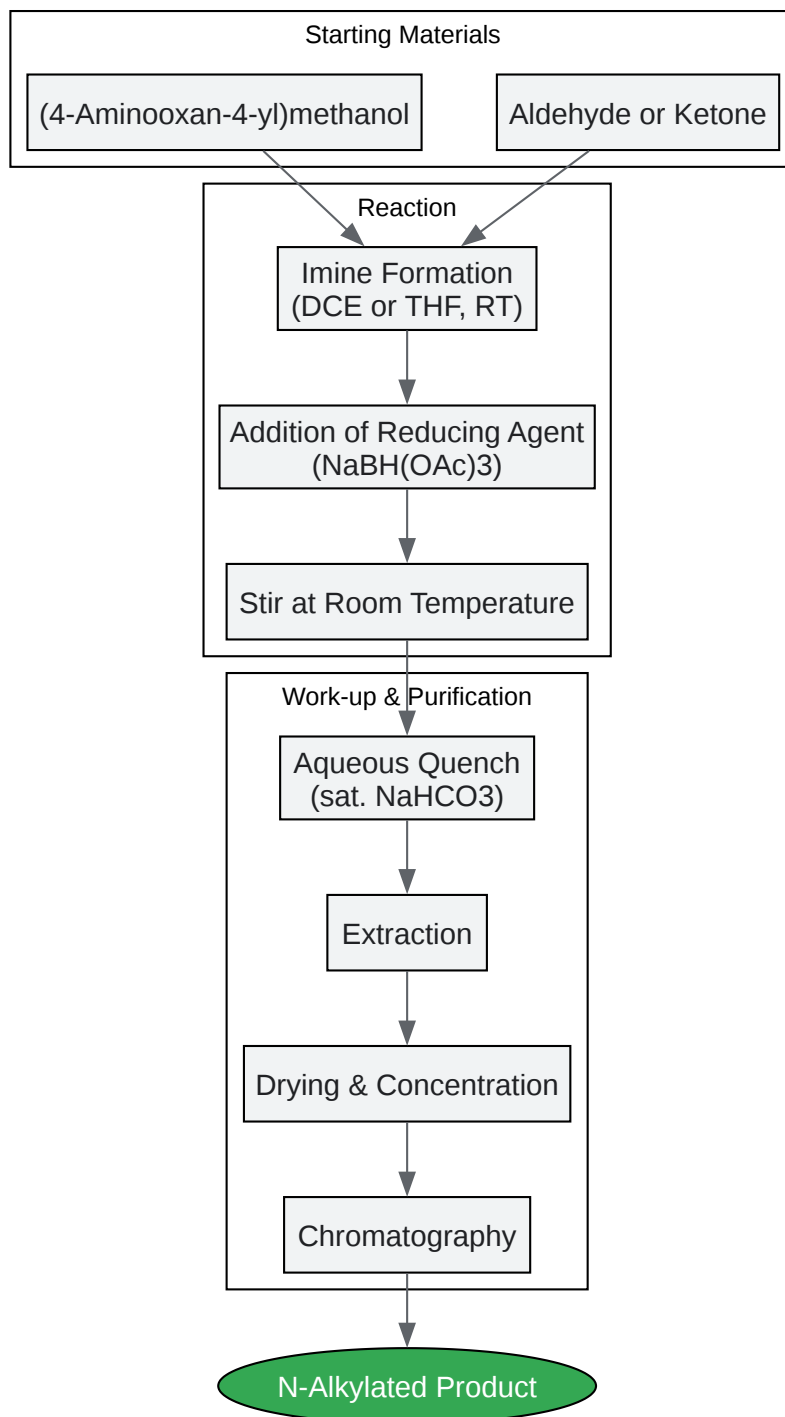 Starting Materials
(4-Aminooxan-4-yl)methanol
Aldehyde or Ketone
Reaction
Imine Formation
(DCE or THF, RT)
Addition of Reducing Agent
(NaBH(OAc)3)
Stir at Room Temperature
Work-up & Purification
Aqueous Quench
(sat. NaHCO3)
Extraction
Drying & Concentration
Chromatography
N-Alkylated Product